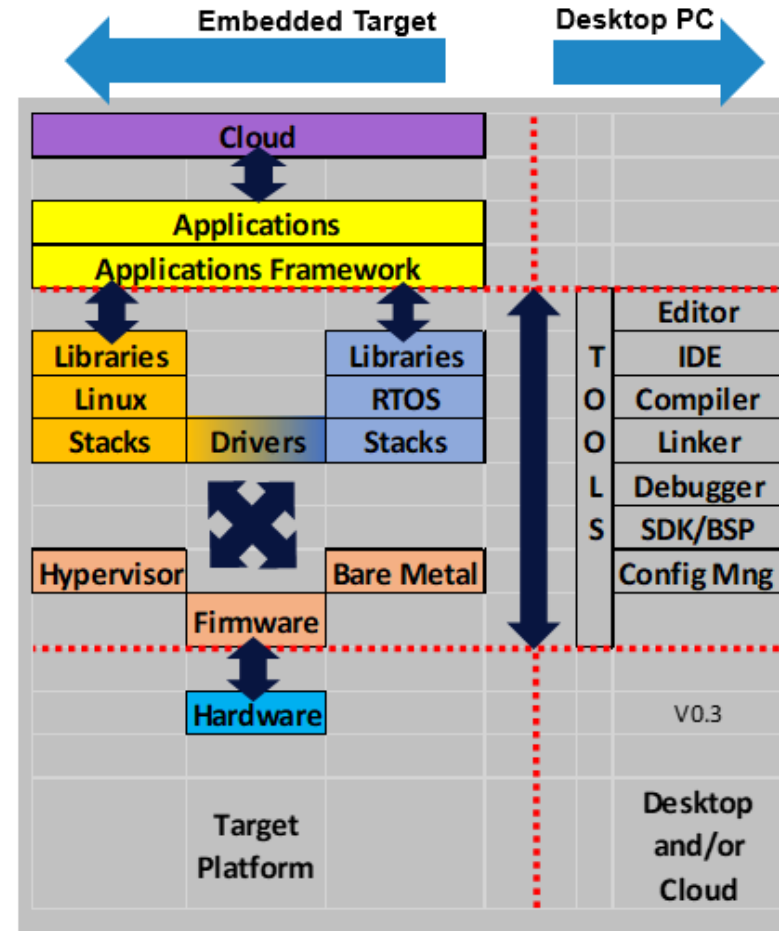 Embedded Target
Desktop PC
Cloud
Applications
Applications Framework
Libraries
Libraries
Linux
RTOS
Stacks
Drivers
Stacks
Hypervisor
Bare Metal
Firmware
Hardware
Target
Platform
T
O
O
L
S
Editor
IDE
Compiler
Linker
Debugger
SDK/BSP
Config Mng
V0.3
Desktop
and/or
Cloud